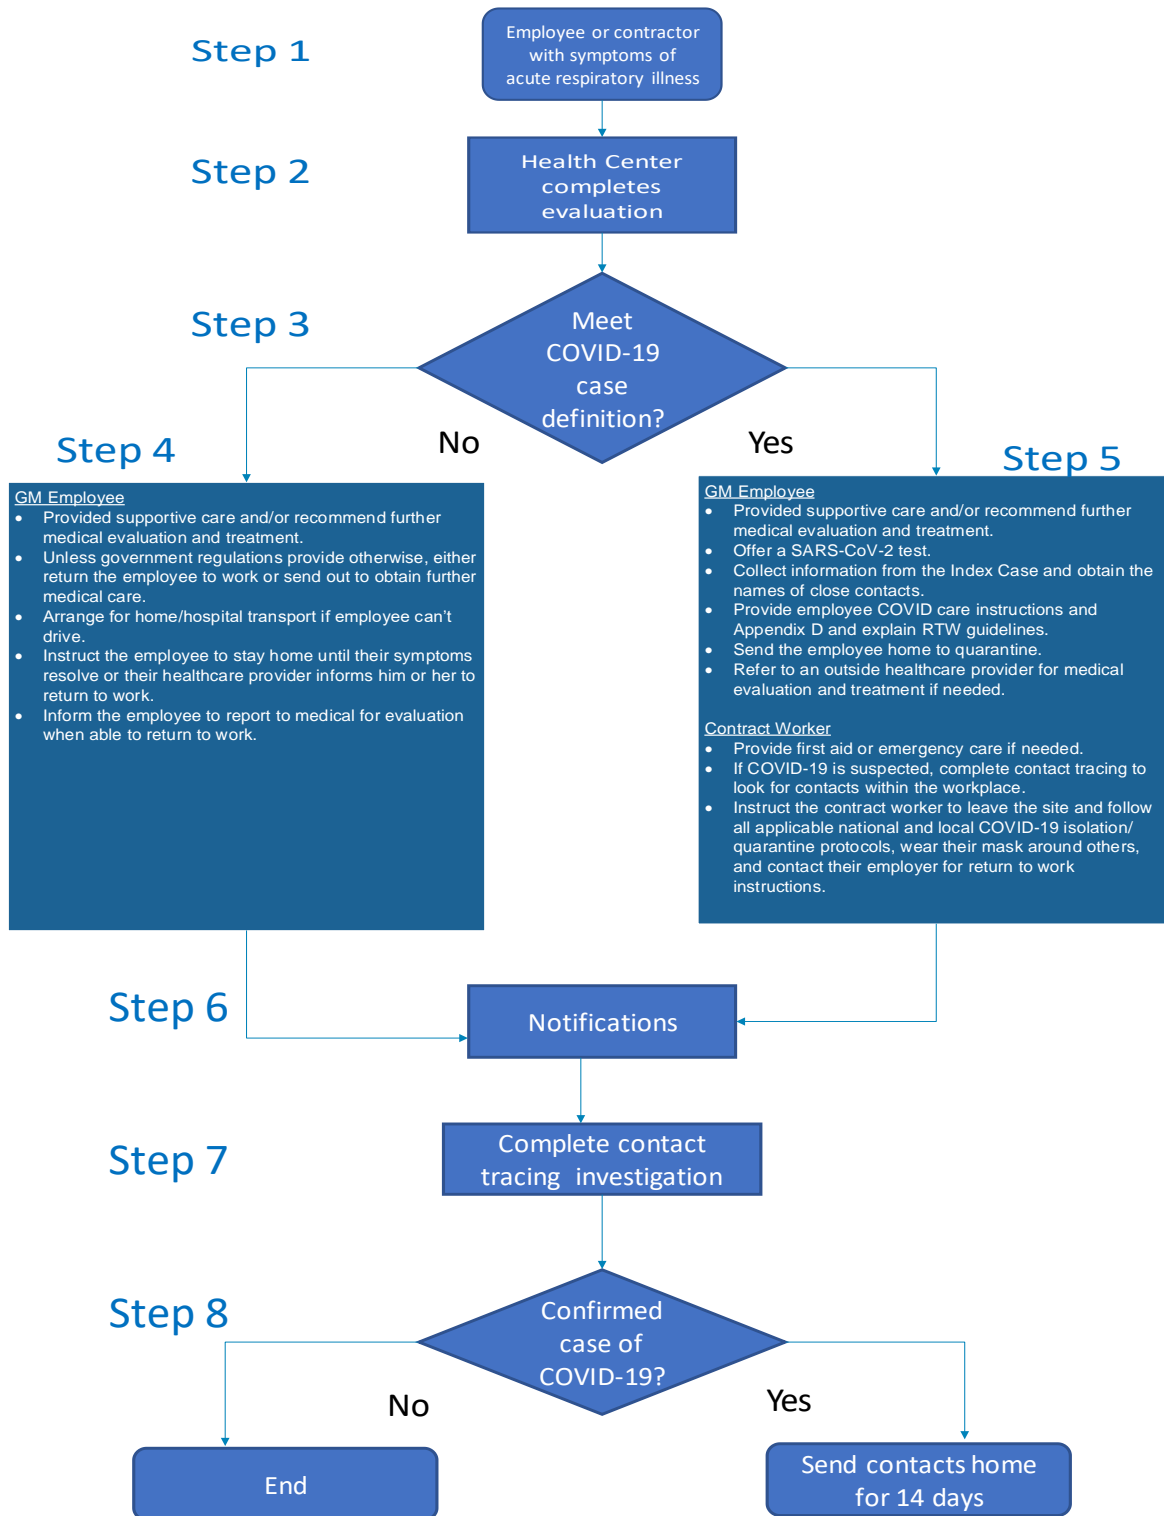 Step 1
Employee or contractor
with symptoms of
acute respiratory illness
Step 2
Health Center
completes
evaluation
Step 3
Meet
COVID-19
case
definition?
No
Yes
Step 4
GM Employee
• Provided supportive care and/or recommend further
medical evaluation and treatment.
• Unless government regulations provide otherwise, either
return the employee to work or send out to obtain further
medical care.
• Arrange for home/hospital transport if employee can't
drive.
• Instruct the employee to stay home until their symptoms
resolve or their healthcare provider informs him or her to
return to work.
• Inform the employee to report to medical for evaluation
when able to return to work.
Step 5
GM Employee
• Provided supportive care and/or recommend further
medical evaluation and treatment.
• Offer a SARS-CoV-2 test.
• Collect information from the Index Case and obtain the
names of close contacts.
• Provide employee COVID care instructions and
Appendix D and explain RTW guidelines.
• Send the employee home to quarantine.
• Refer to an outside healthcare provider for medical
evaluation and treatment if needed.
Contract Worker
• Provide first aid or emergency care if needed.
• If COVID-19 is suspected, complete contact tracing to
look for contacts within the workplace.
• Instruct the contract worker to leave the site and follow
all applicable national and local COVID-19 isolation/
quarantine protocols, wear their mask around others,
and contact their employer for return to work
instructions.
Step 6
Notifications
Step 7
Complete contact
tracing investigation
Step 8
Confirmed
case of
COVID-19?
No
Yes
End
Send contacts home
for 14 days